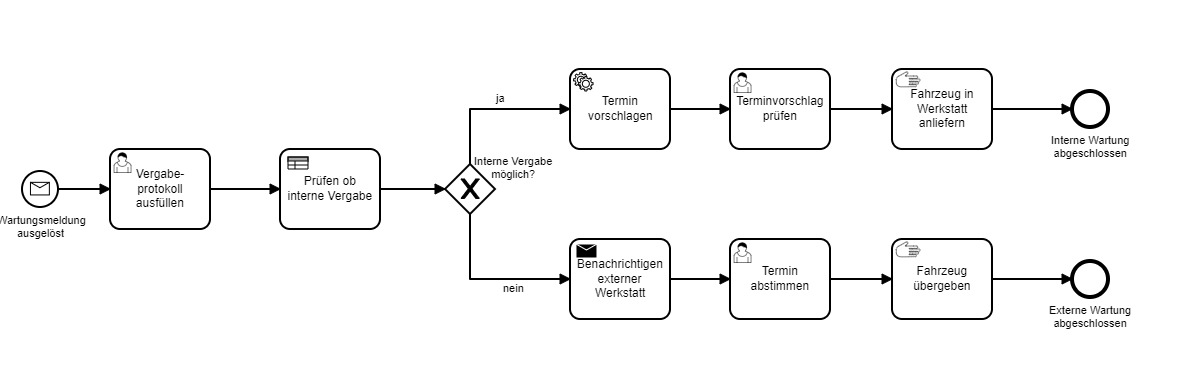 Wartungsmeldung
ausgelöst
Vergabe-
protokoll
ausfüllen
Prüfen ob
interne Vergabe
Interne Vergabe
möglich?
ja
Termin
vorschlagen
Terminvorschlag
prüfen
Fahrzeug in
Werkstatt
anliefern
Interne Wartung
abgeschlossen
nein
Benachrichtigen
externer
Werkstatt
Termin
abstimmen
Fahrzeug
übergeben
Externe Wartung
abgeschlossen